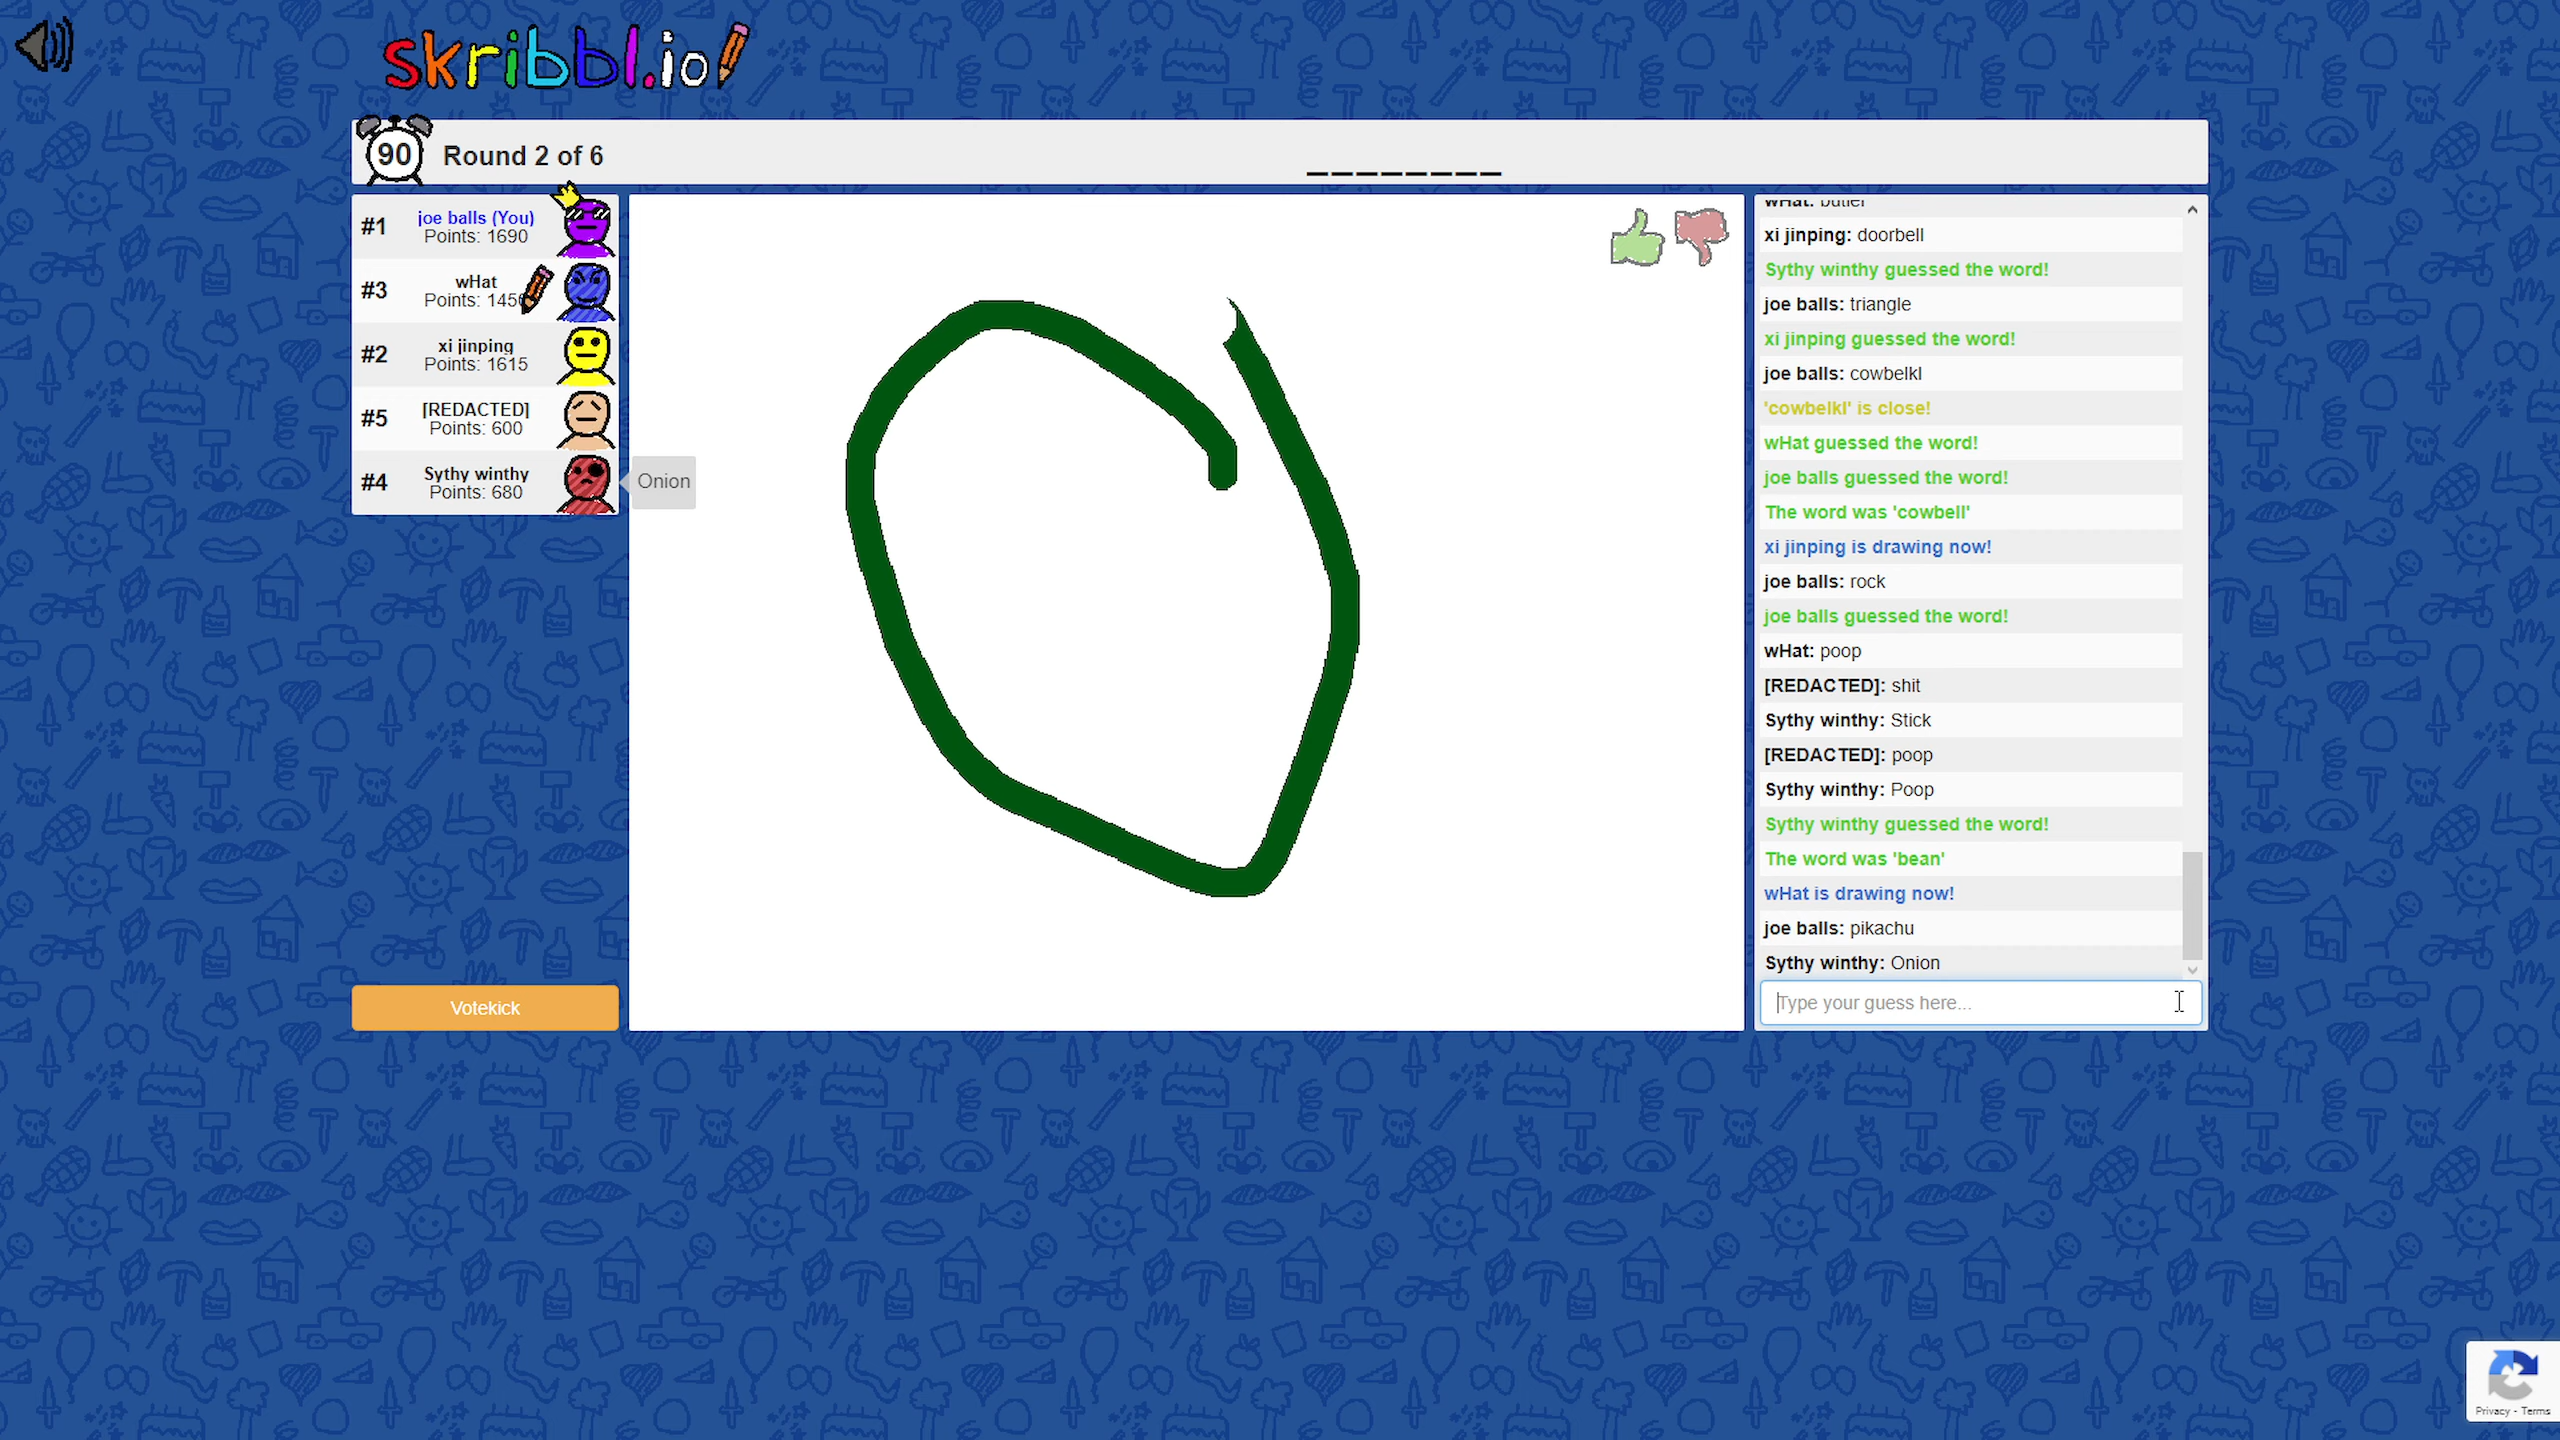 skribbl.io
90
Round 2 of 6
________
#1 joe balls (You)
Points: 1690
#3 wHat
Points: 145
#2 xi jinping
Points: 1615
#5 [REDACTED]
Points: 600
#4 Sythy winthy
Points: 680
Onion
Votekick
xi jinping: doorbell
Sythy winthy guessed the word!
joe balls: triangle
xi jinping guessed the word!
joe balls: cowbelkl
'cowbelkl' is close!
wHat guessed the word!
joe balls guessed the word!
The word was 'cowbell'
xi jinping is drawing now!
joe balls: rock
joe balls guessed the word!
wHat: poop
[REDACTED]: shit
Sythy winthy: Stick
[REDACTED]: poop
Sythy winthy: Poop
Sythy winthy guessed the word!
The word was 'bean'
wHat is drawing now!
joe balls: pikachu
Sythy winthy: Onion
Type your guess here...
Privacy - Terms